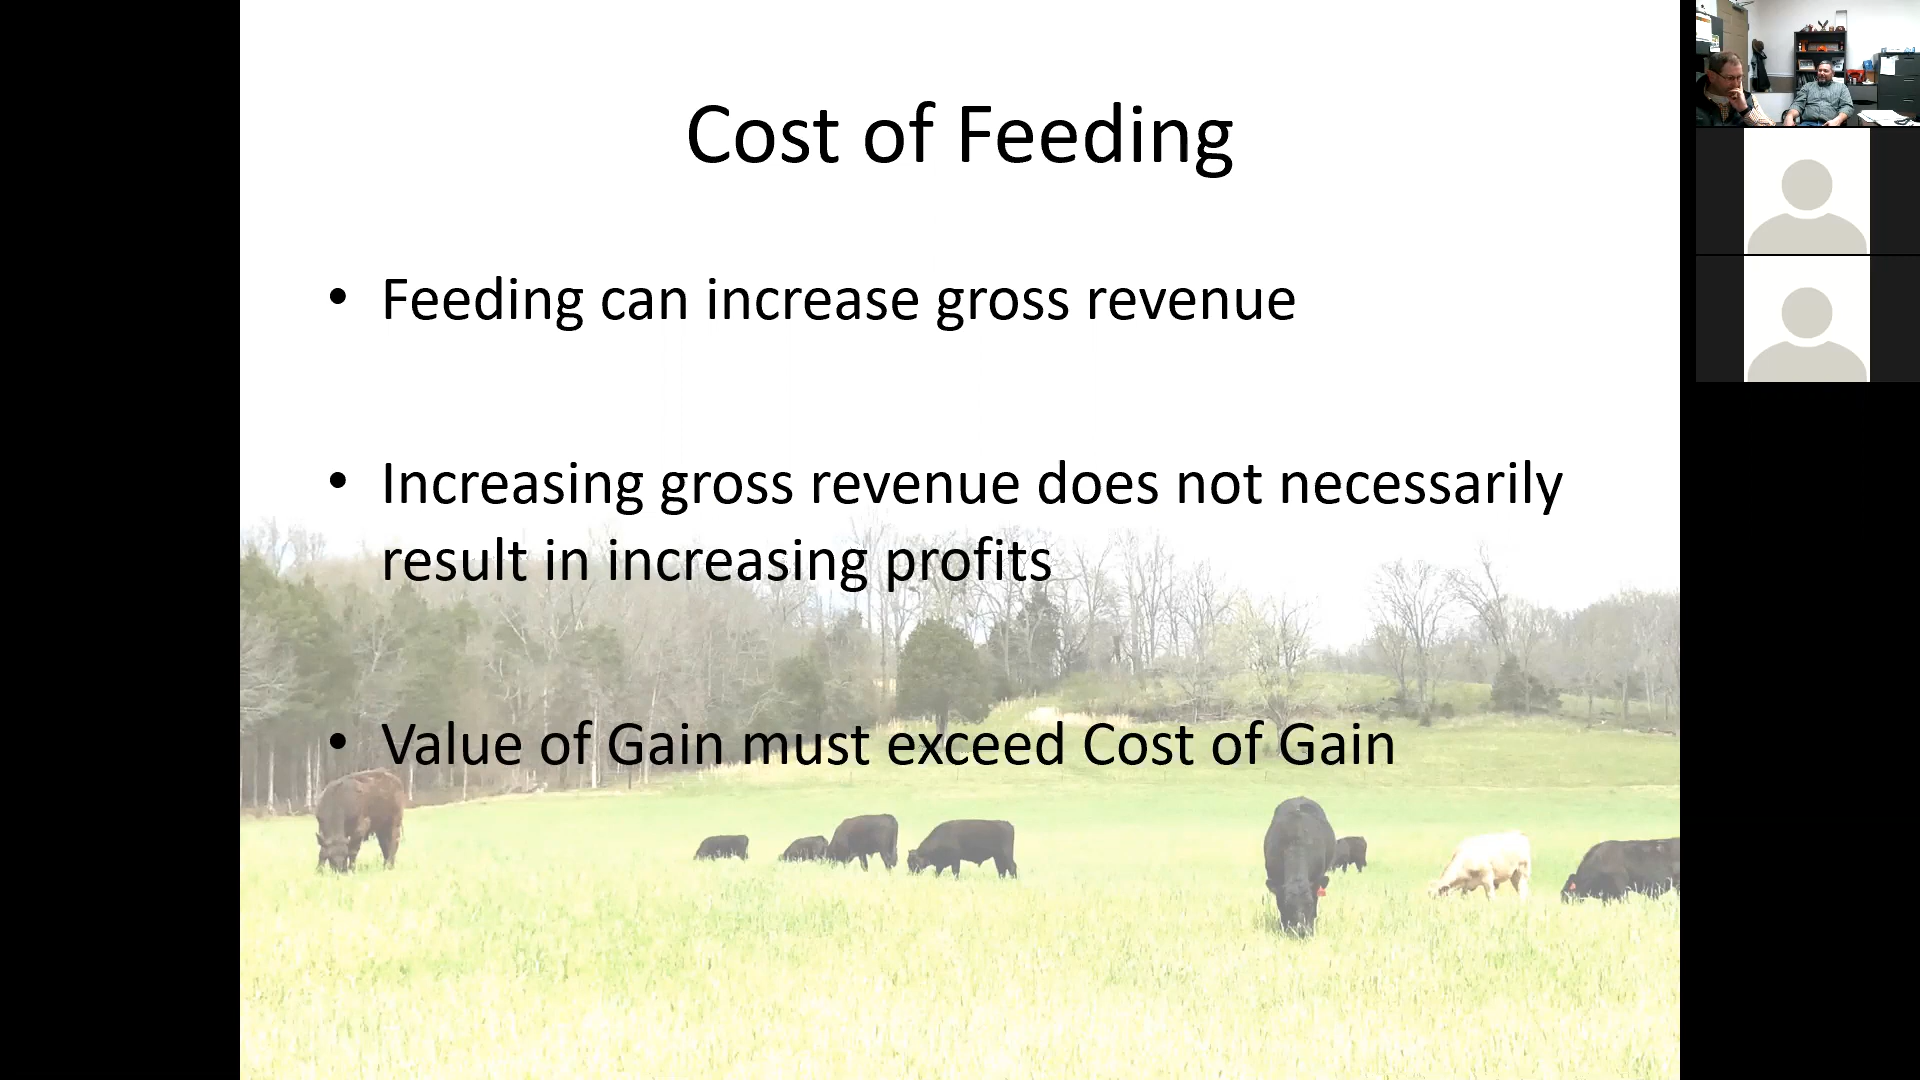 Cost of Feeding
• Feeding can increase gross revenue
• Increasing gross revenue does not necessarily
result in increasing profits
• Value of Gain must exceed Cost of Gain